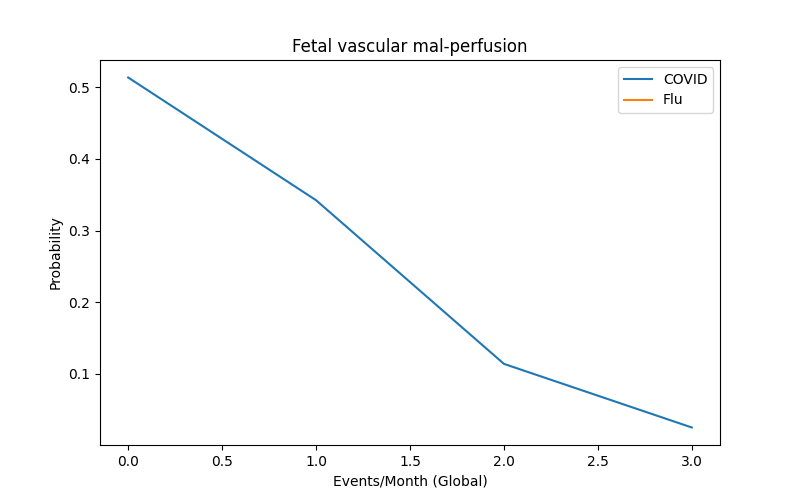 Fetal vascular mal-perfusion
COVID
Flu
0.5
0.4
0.3
0.2
0.1
Probability
0.0
0.5
1.0
1.5
2.0
2.5
3.0
Events/Month (Global)